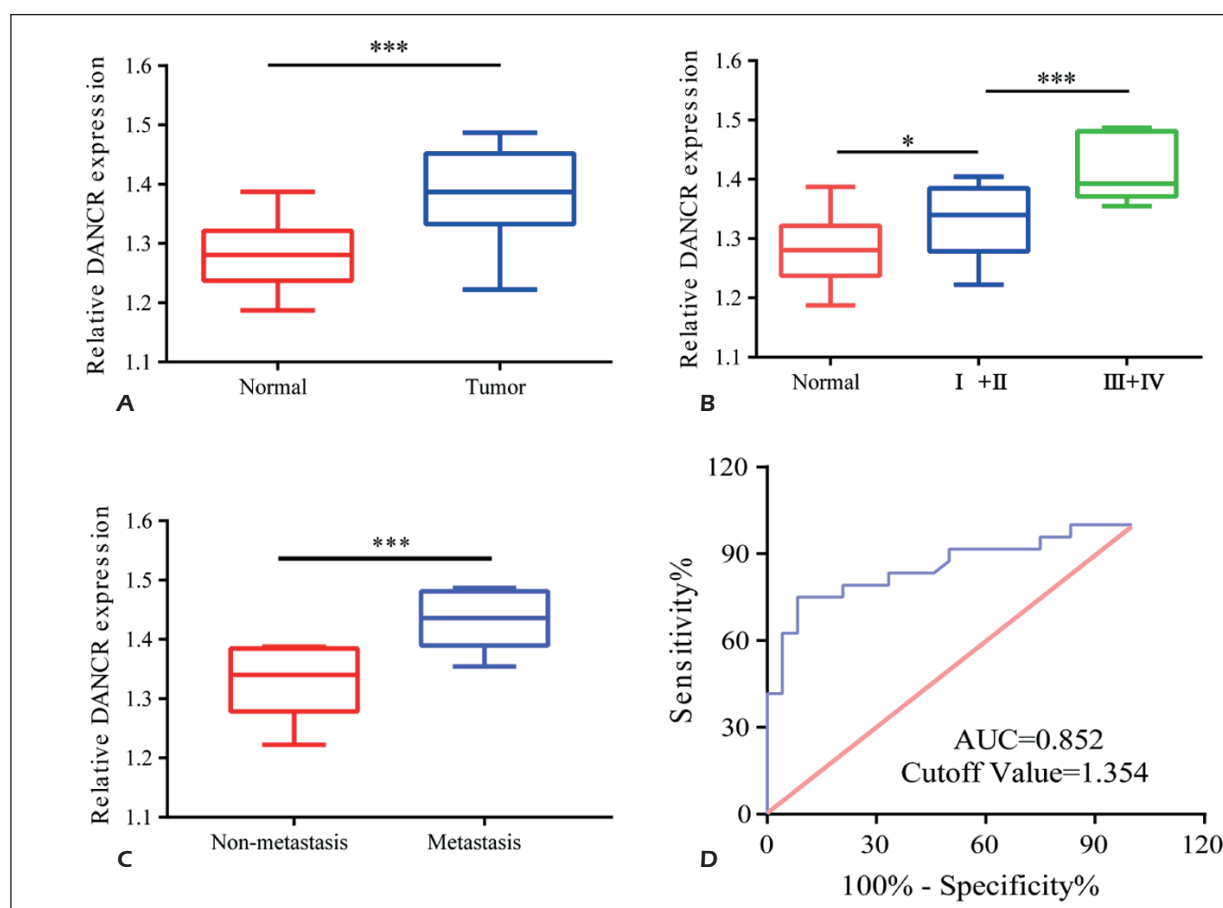 ***
1.6
1.5
1.4
1.3
1.2
1.1
Relative DANCR expression
Normal
Tumor
A
***
*
1.6
1.5
1.4
1.3
1.2
1.1
Relative DANCR expression
Normal
I +II
III+IV
B
***
1.6
1.5
1.4
1.3
1.2
1.1
Relative DANCR expression
Non-metastasis
Metastasis
C
120
90
60
30
0
Sensitivity%
AUC=0.852
Cutoff Value=1.354
0
30
60
90
120
D
100% - Specificity%